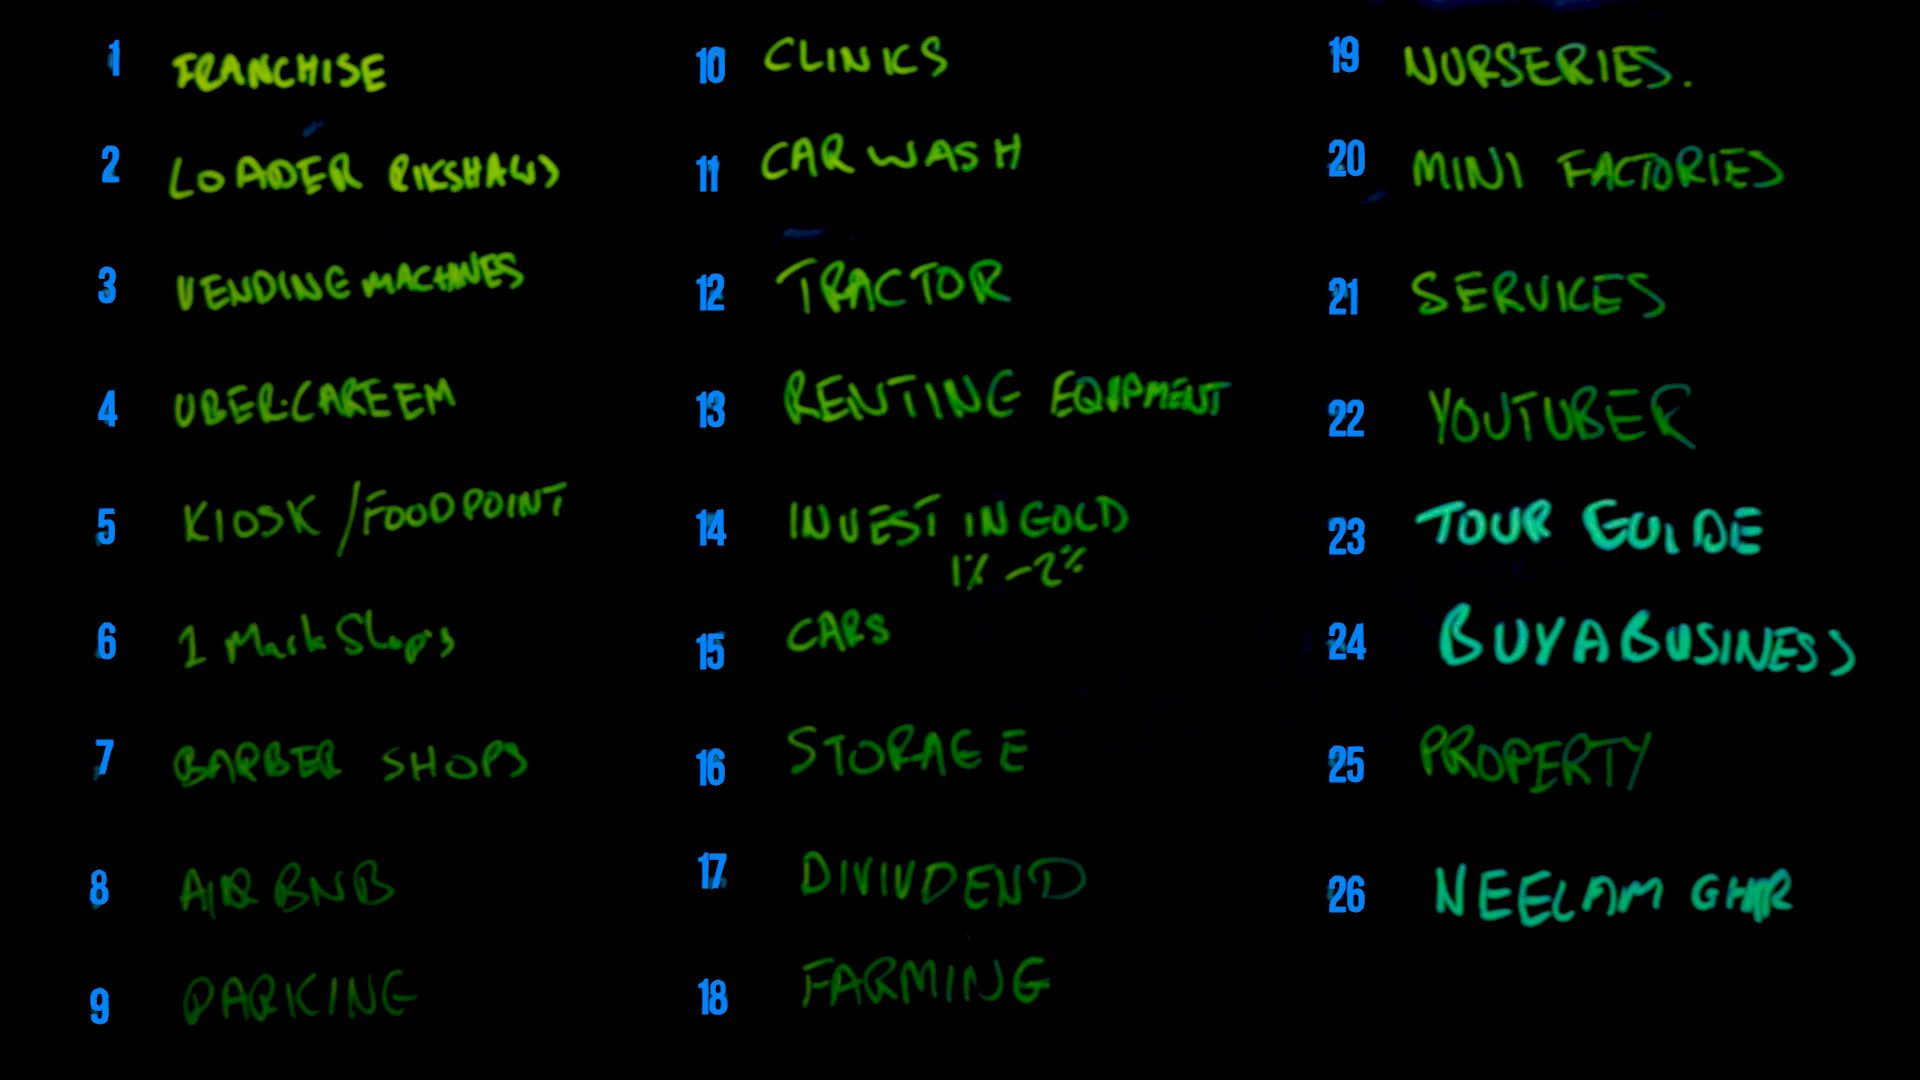 1 FRANCHISE
2 LOADER RIKSHAWS
3 VENDING MACHINES
4 UBER-CAREEM
5 KIOSK / FOOD POINT
6 1 Mark Shops
7 BARBER SHOPS
8 AIR BNB
9 PARKING
10 CLINICS
11 CAR WASH
12 TRACTOR
13 RENTING EQUIPMENT
14 INVEST IN GOLD
1% - 2%
15 CARS
16 STORAGE
17 DIVIVDEND
18 FARMING
19 NURSERIES.
20 MINI FACTORIES
21 SERVICES
22 YOUTUBER
23 TOUR GUIDE
24 BUY A BUSINESS
25 PROPERTY
26 NEELAM GHAR